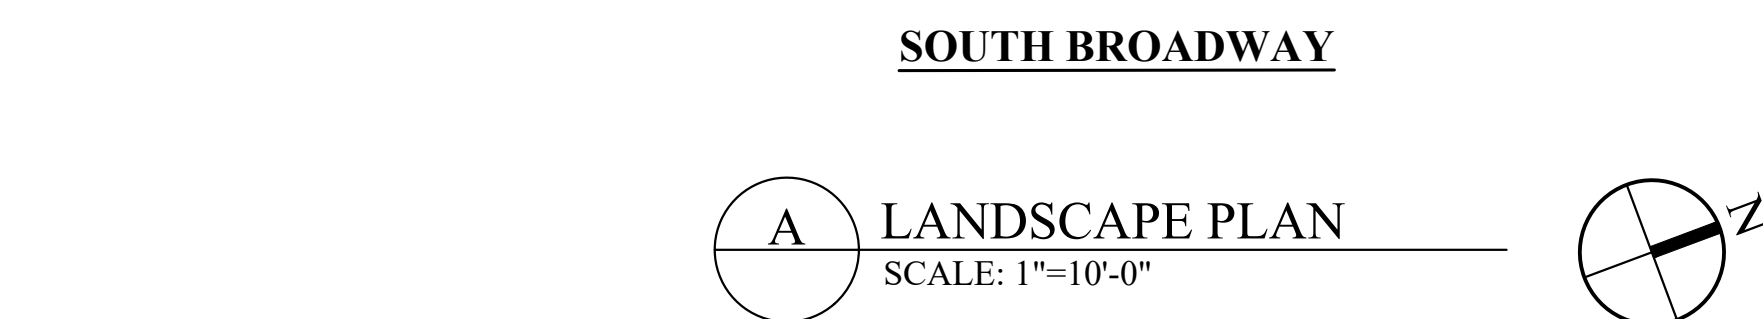 SOUTH BROADWAY
A
LANDSCAPE PLAN
SCALE: 1"=10'-0"
N